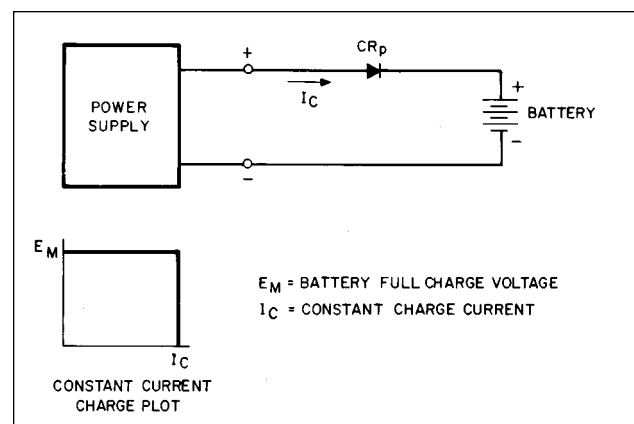 CRP
+
IC
POWER
SUPPLY
+
BATTERY
-
-
EM
EM = BATTERY FULL CHARGE VOLTAGE
IC = CONSTANT CHARGE CURRENT
IC
CONSTANT CURRENT
CHARGE PLOT